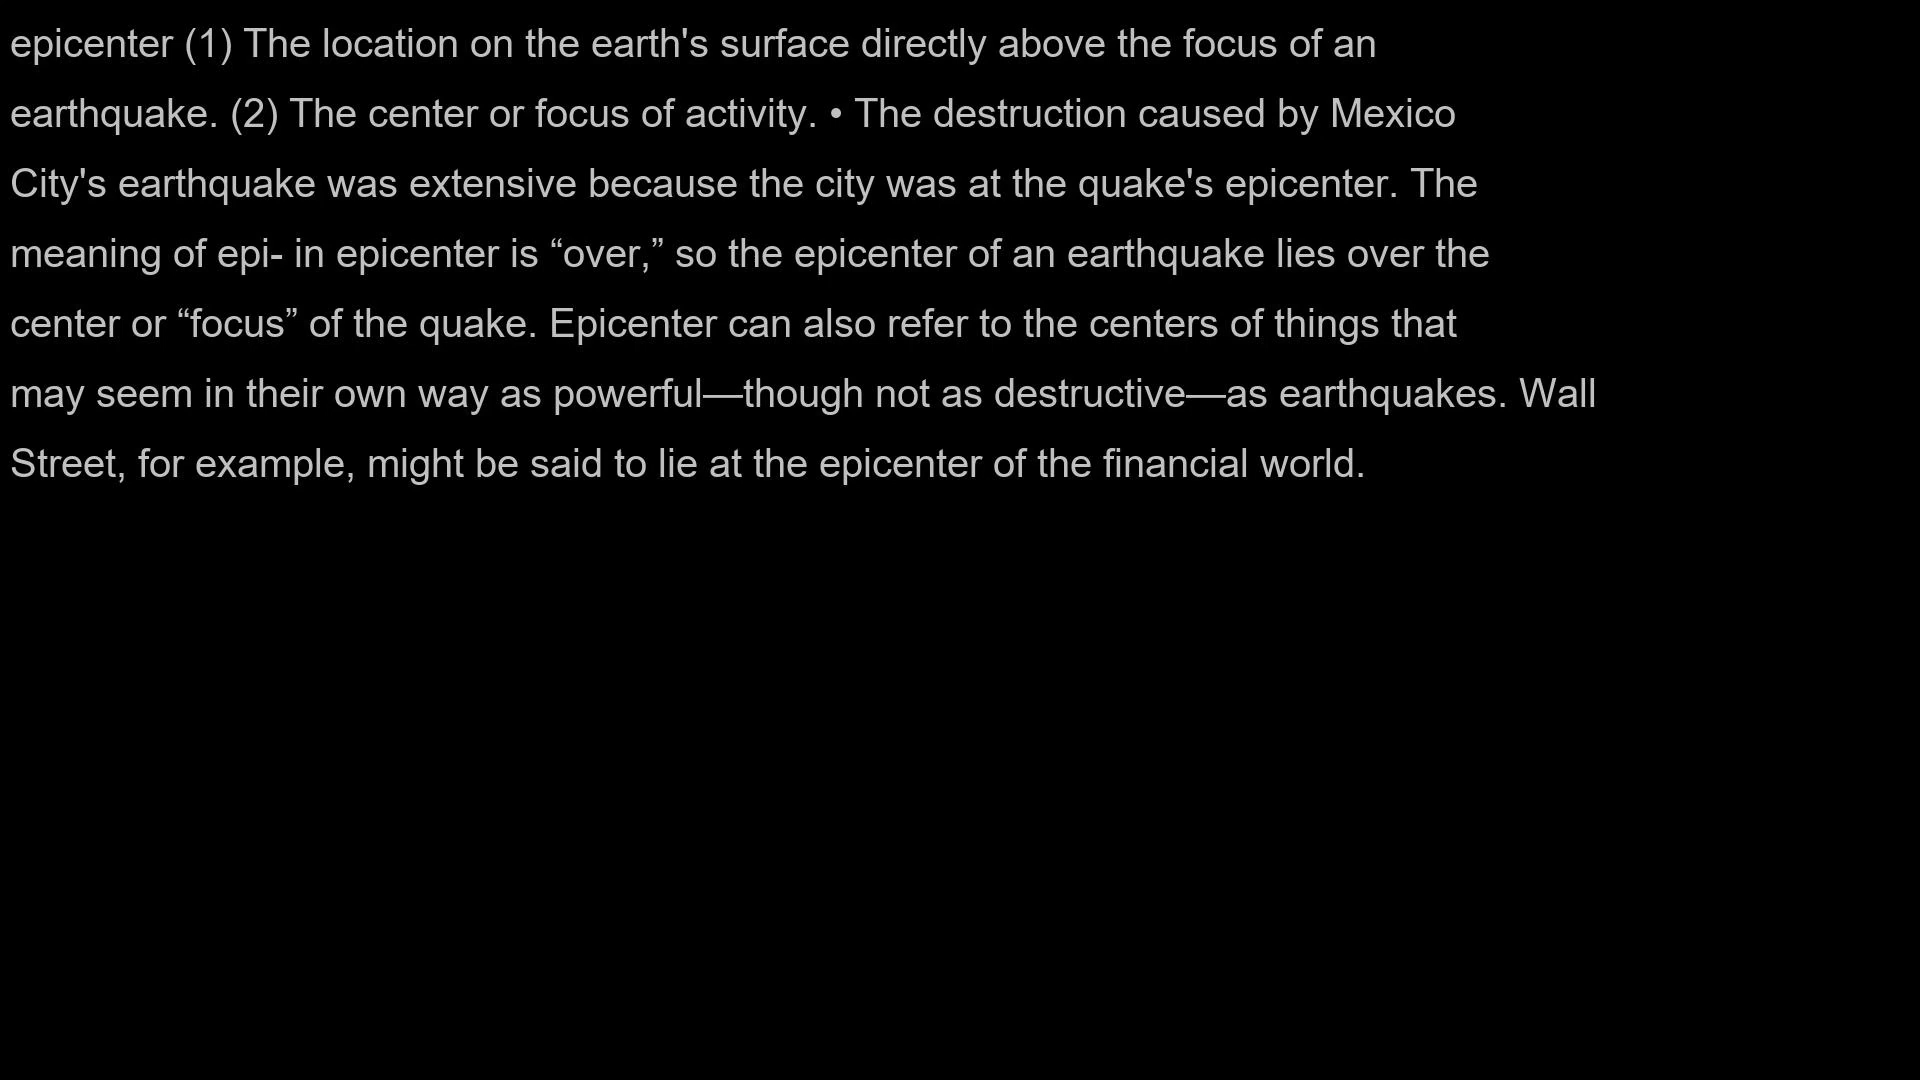 epicenter (1) The location on the earth's surface directly above the focus of an
earthquake. (2) The center or focus of activity. • The destruction caused by Mexico
City's earthquake was extensive because the city was at the quake's epicenter. The
meaning of epi- in epicenter is “over,” so the epicenter of an earthquake lies over the
center or “focus” of the quake. Epicenter can also refer to the centers of things that
may seem in their own way as powerful—though not as destructive—as earthquakes. Wall
Street, for example, might be said to lie at the epicenter of the financial world.